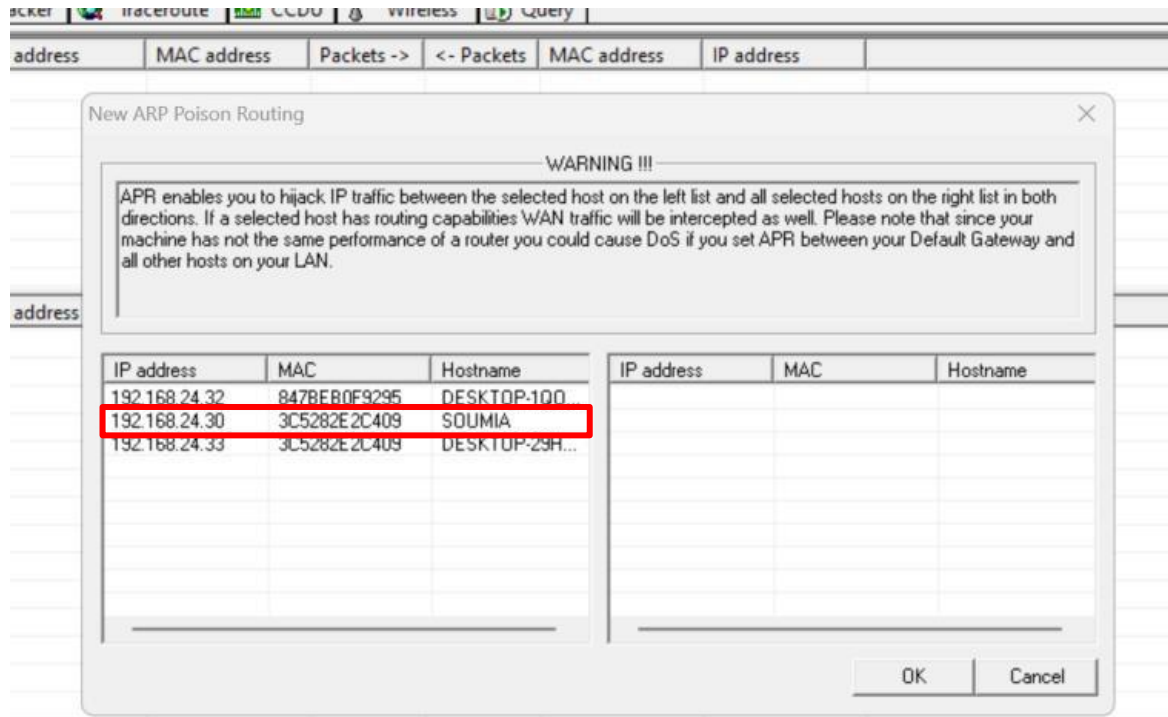 Traceroute CCDU Wireless Query
address MAC address Packets -> <- Packets MAC address IP address
New ARP Poison Routing
WARNING !!!
APR enables you to hijack IP traffic between the selected host on the left list and all selected hosts on the right list in both
directions. If a selected host has routing capabilities WAN traffic will be intercepted as well. Please note that since your
machine has not the same performance of a router you could cause DoS if you set APR between your Default Gateway and
all other hosts on your LAN.
address
IP address MAC Hostname IP address MAC Hostname
192.168.24.32 847BEB0F9295 DESKTOP-1QO...
192.168.24.30 3C5282E2C409 SOUMIA
192.168.24.33 3C5282E2C409 DESKTOP-29H...
OK Cancel